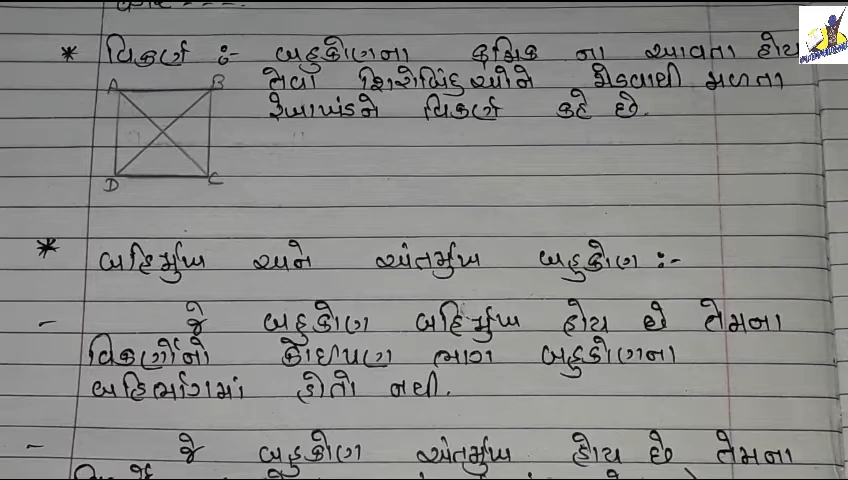 * વિકર્ણ :- બહુકોણના ક્રમિક ના આવતા હોય
તેવા શિરોબિંદુઓને જોડવાથી મળતા
રેખાખંડને વિકર્ણ કહે છે.
A B
D C
* બહિર્મુખ અને અંતર્મુખ બહુકોણ :-
- જે બહુકોણ બહિર્મુખ હોય છે તેમના
વિકર્ણોનો કોઇપણ ભાગ બહુકોણના
બહિર્ભાગમાં હોતો નથી.
- જે બહુકોણ અંતર્મુખ હોય છે તેમના